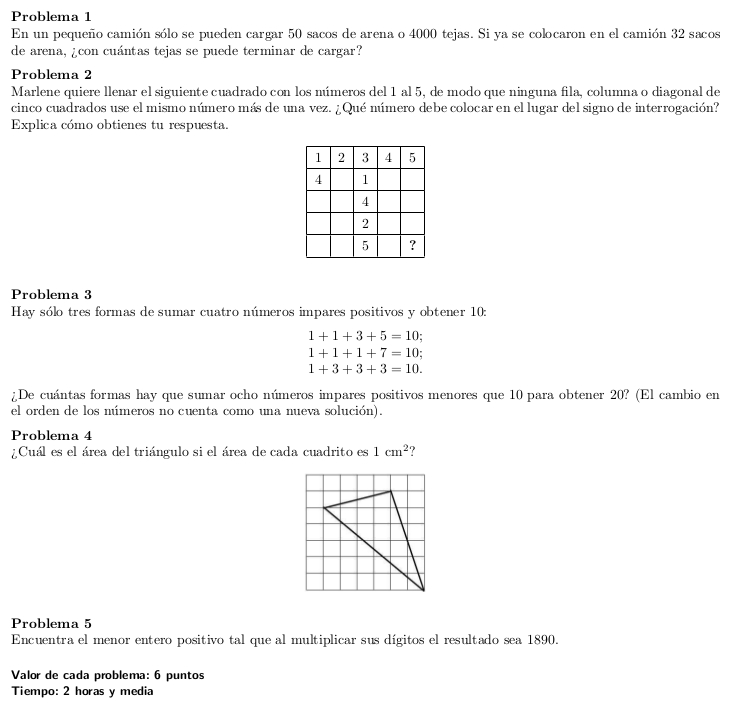 Problema 1
En un pequeño camión sólo se pueden cargar 50 sacos de arena o 4000 tejas. Si ya se colocaron en el camión 32 sacos
de arena, ¿con cuántas tejas se puede terminar de cargar?
Problema 2
Marlene quiere llenar el siguiente cuadrado con los números del 1 al 5, de modo que ninguna fila, columna o diagonal de
cinco cuadrados use el mismo número más de una vez. ¿Qué número debe colocar en el lugar del signo de interrogación?
Explica cómo obtienes tu respuesta.
1 2 3 4 5
4 1
4
2
5 ?
Problema 3
Hay sólo tres formas de sumar cuatro números impares positivos y obtener 10:
1 + 1 + 3 + 5 = 10;
1 + 1 + 1 + 7 = 10;
1 + 3 + 3 + 3 = 10.
¿De cuántas formas hay que sumar ocho números impares positivos menores que 10 para obtener 20? (El cambio en
el orden de los números no cuenta como una nueva solución).
Problema 4
¿Cuál es el área del triángulo si el área de cada cuadrito es 1 cm²?
Problema 5
Encuentra el menor entero positivo tal que al multiplicar sus dígitos el resultado sea 1890.
Valor de cada problema: 6 puntos
Tiempo: 2 horas y media